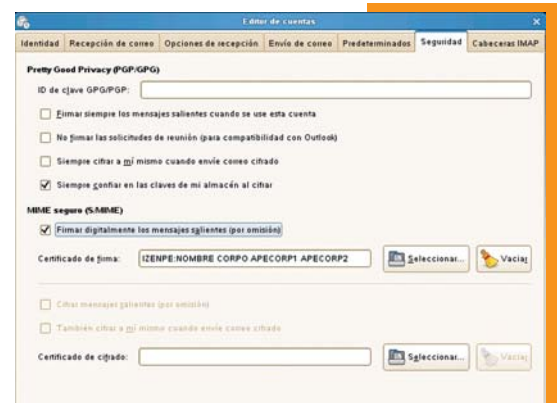 Editor de cuentas
Identidad Recepción de correo Opciones de recepción Envío de correo Predeterminados Seguridad Cabeceras IMAP
Pretty Good Privacy (PGP/GPG)
ID de clave GPG/PGP:
Firmar siempre los mensajes salientes cuando se use esta cuenta
No firmar las solicitudes de reunión (para compatibilidad con Outlook)
Siempre cifrar a mí mismo cuando envíe correo cifrado
Siempre confiar en las claves de mi almacén al cifrar
MIME seguro (S/MIME)
Firmar digitalmente los mensajes salientes (por omisión)
Certificado de firma: IZENPE:NOMBRE CORPO APECORP1 APECORP2 Seleccionar... Vaciar
Cifrar mensajes salientes (por omisión)
También cifrar a mí mismo cuando envíe correo cifrado
Certificado de cifrado: Seleccionar... Vaciar